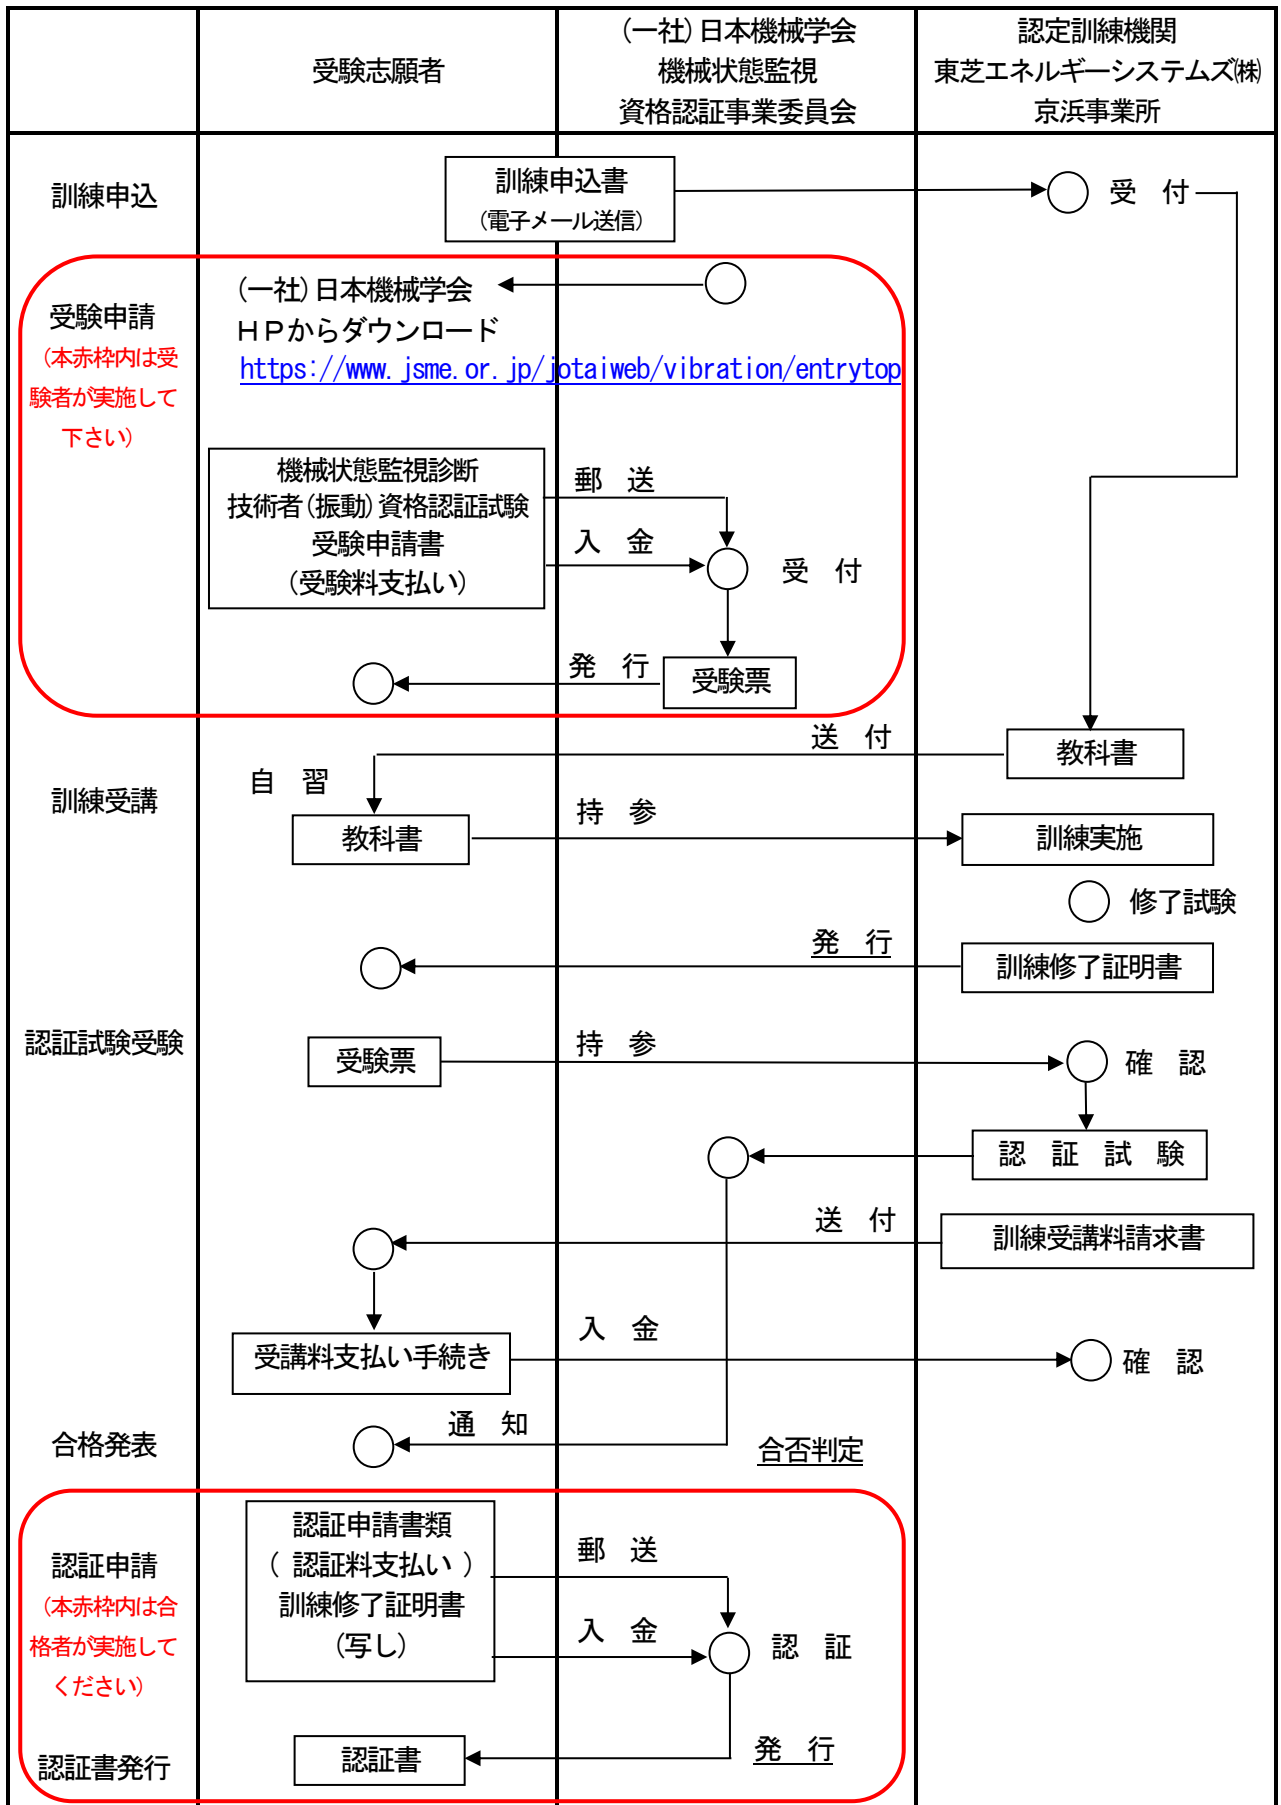 受験志願者
(一社)日本機械学会
機械状態監視
資格認証事業委員会
認定訓練機関
東芝エネルギーシステムズ㈱
京浜事業所
訓練申込
訓練申込書
(電子メール送信)
受　付
受験申請
(本赤枠内は受
験者が実施して
下さい)
(一社)日本機械学会
ＨＰからダウンロード
https://www.jsme.or.jp/jotaiweb/vibration/entrytop
機械状態監視診断
技術者(振動)資格認証試験
受験申請書
(受験料支払い)
郵　送
入　金
受　付
発　行
受験票
送　付
教科書
訓練受講
自　習
教科書
持　参
訓練実施
修了試験
発　行
訓練修了証明書
認証試験受験
受験票
持　参
確　認
認　証　試　験
送　付
訓練受講料請求書
受講料支払い手続き
入　金
確　認
合格発表
通　知
合否判定
認証申請
(本赤枠内は合
格者が実施して
ください)
認証申請書類
( 認証料支払い )
訓練修了証明書
(写し)
郵　送
入　金
認　証
認証書発行
認証書
発　行